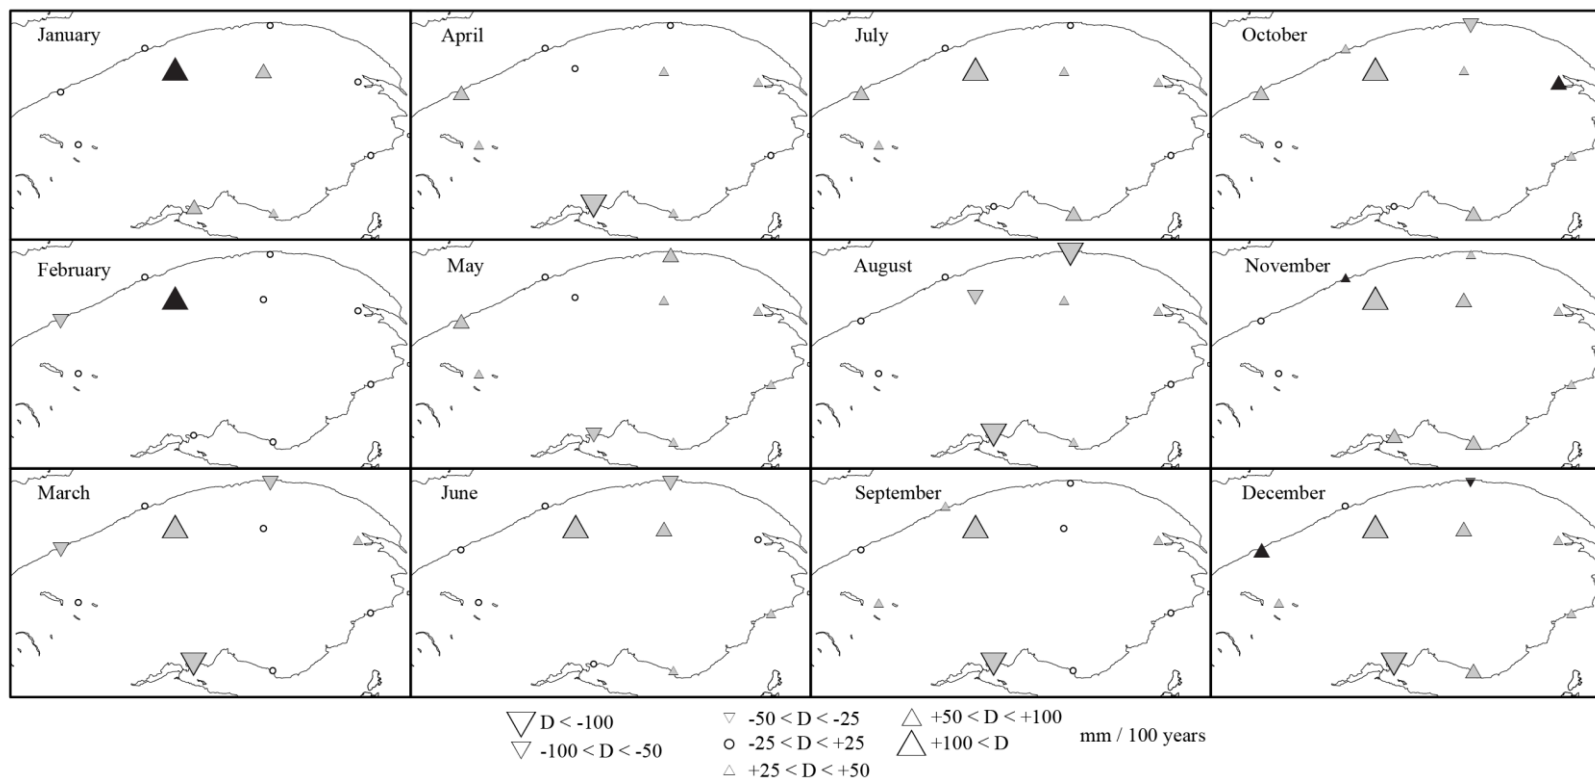 January
April
July
October
February
May
August
November
March
June
September
December
D < -100
-100 < D < -50
-50 < D < -25
-25 < D < +25
+25 < D < +50
+50 < D < +100
+100 < D
mm / 100 years